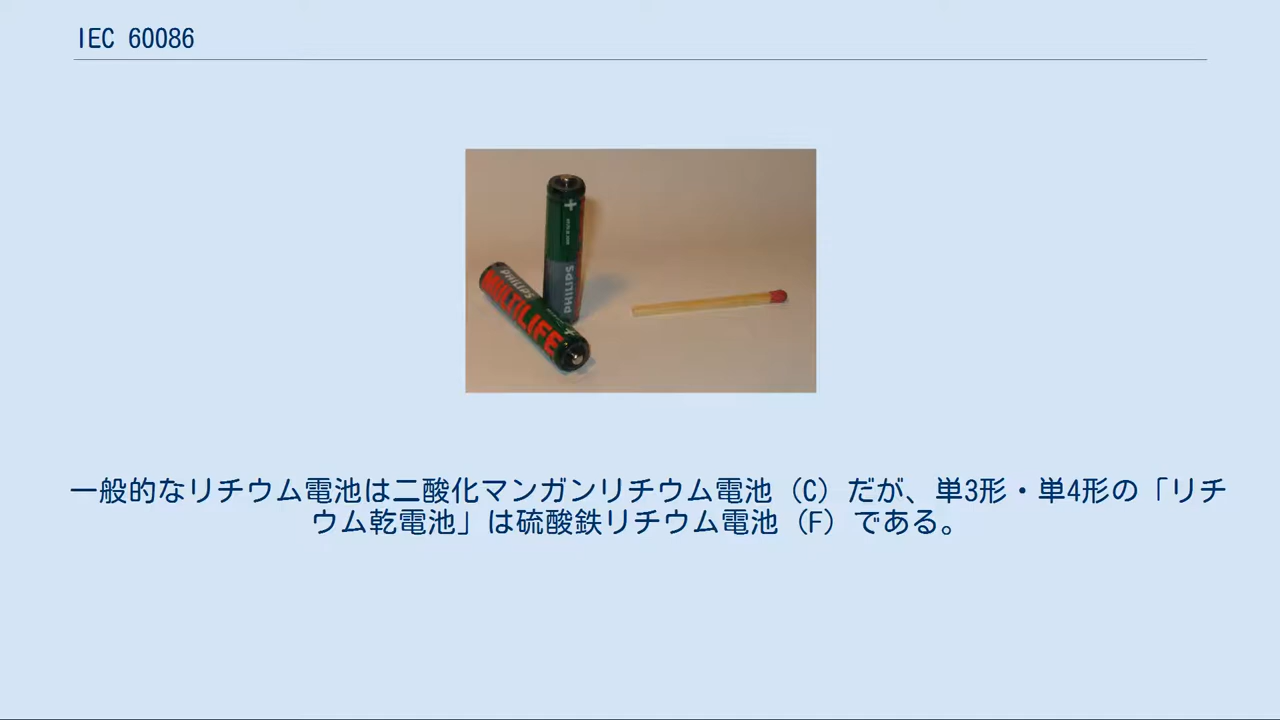 IEC 60086
+
PHILIPS
PHILIPS
MULTILIFE
+
一般的なリチウム電池は二酸化マンガンリチウム電池（C）だが、単3形・単4形の「リチ
ウム乾電池」は硫酸鉄リチウム電池（F）である。